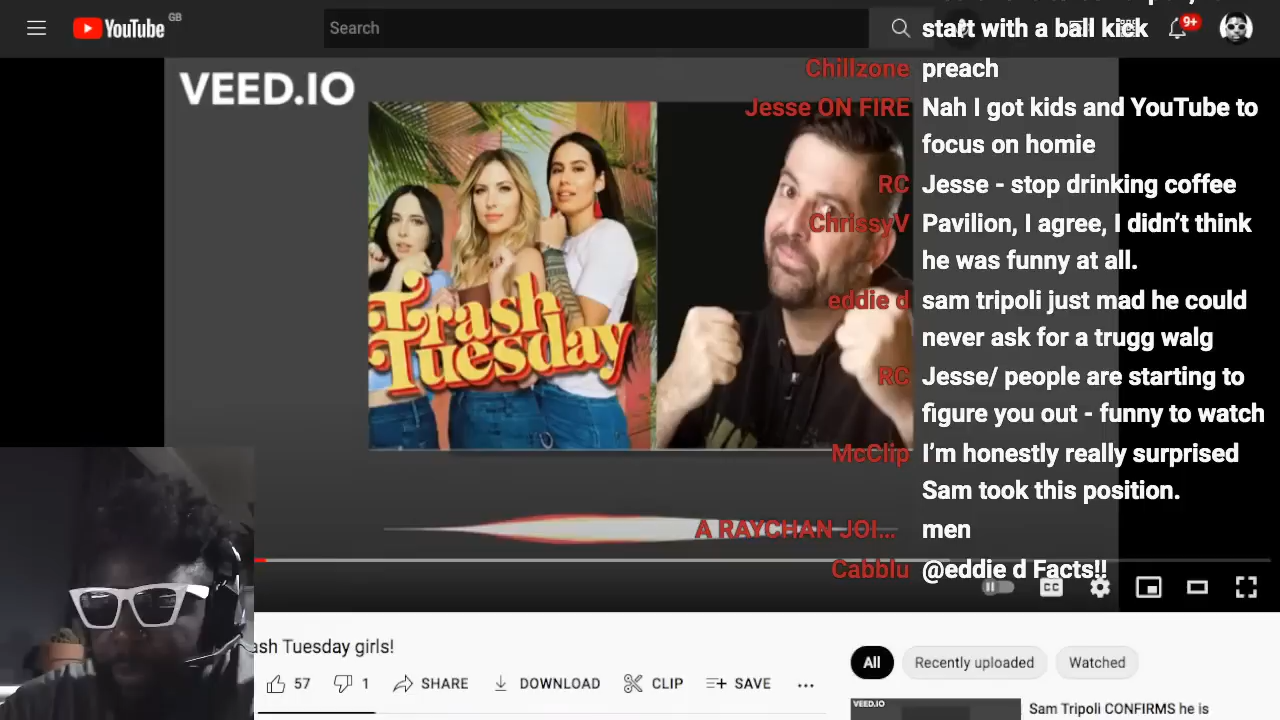 YouTube GB
Search
9+
start with a ball kick
VEED.IO
Chillzone preach
Jesse ON FIRE Nah I got kids and YouTube to
focus on homie
RC Jesse - stop drinking coffee
ChrissyV Pavilion, I agree, I didn’t think
he was funny at all.
eddie d sam tripoli just mad he could
never ask for a trugg walg
RC Jesse/ people are starting to
figure you out - funny to watch
McClip I’m honestly really surprised
Sam took this position.
A RAYCHAN JOI... men
Cabblu @eddie d Facts!!
Trash
Tuesday
CC
ash Tuesday girls!
57 1 SHARE DOWNLOAD CLIP SAVE ...
All Recently uploaded Watched
VEED.IO
Sam Tripoli CONFIRMS he is